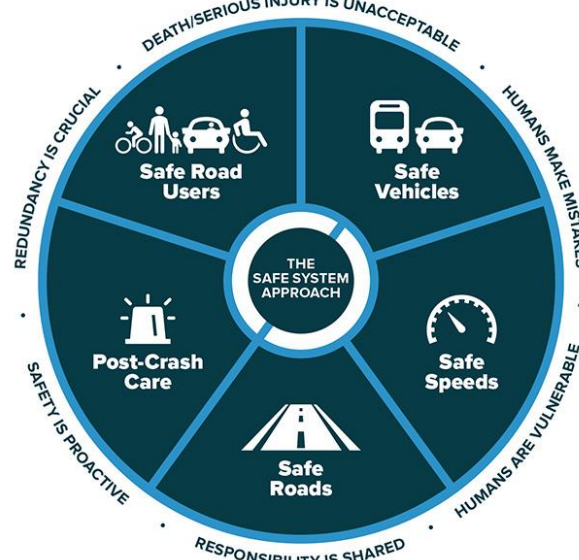 DEATH/SERIOUS INJURY IS UNACCEPTABLE
HUMANS MAKE MISTAKES
HUMANS ARE VULNERABLE
RESPONSIBILITY IS SHARED
SAFETY IS PROACTIVE
REDUNDANCY IS CRUCIAL
Safe Road
Users
Safe
Vehicles
THE
SAFE SYSTEM
APPROACH
Post-Crash
Care
Safe
Speeds
Safe
Roads